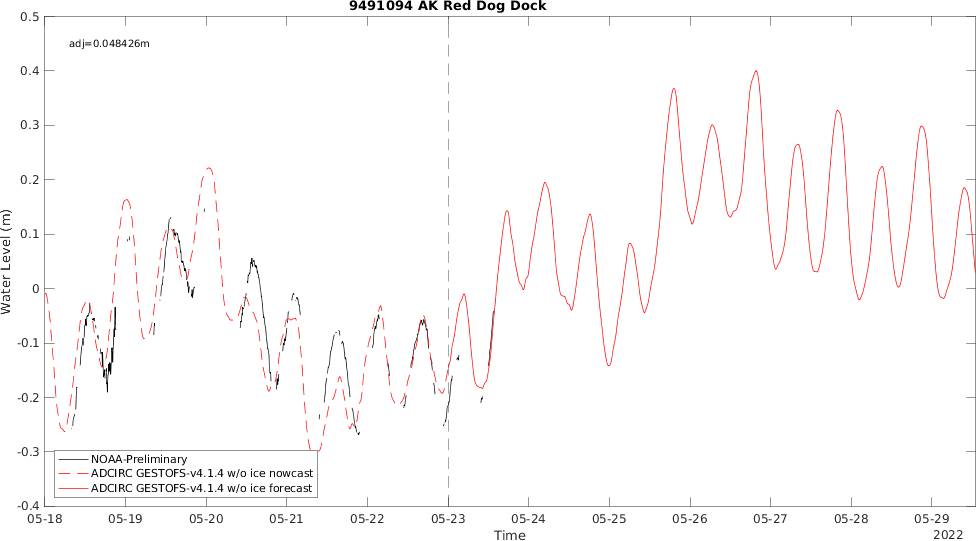 9491094 AK Red Dog Dock
adj=0.048426m
Water Level (m)
0.5
0.4
0.3
0.2
0.1
0
-0.1
-0.2
-0.3
-0.4
NOAA-Preliminary
ADCIRC GESTOFS-v4.1.4 w/o ice nowcast
ADCIRC GESTOFS-v4.1.4 w/o ice forecast
05-18 05-19 05-20 05-21 05-22 05-23 05-24 05-25 05-26 05-27 05-28 05-29
Time
2022